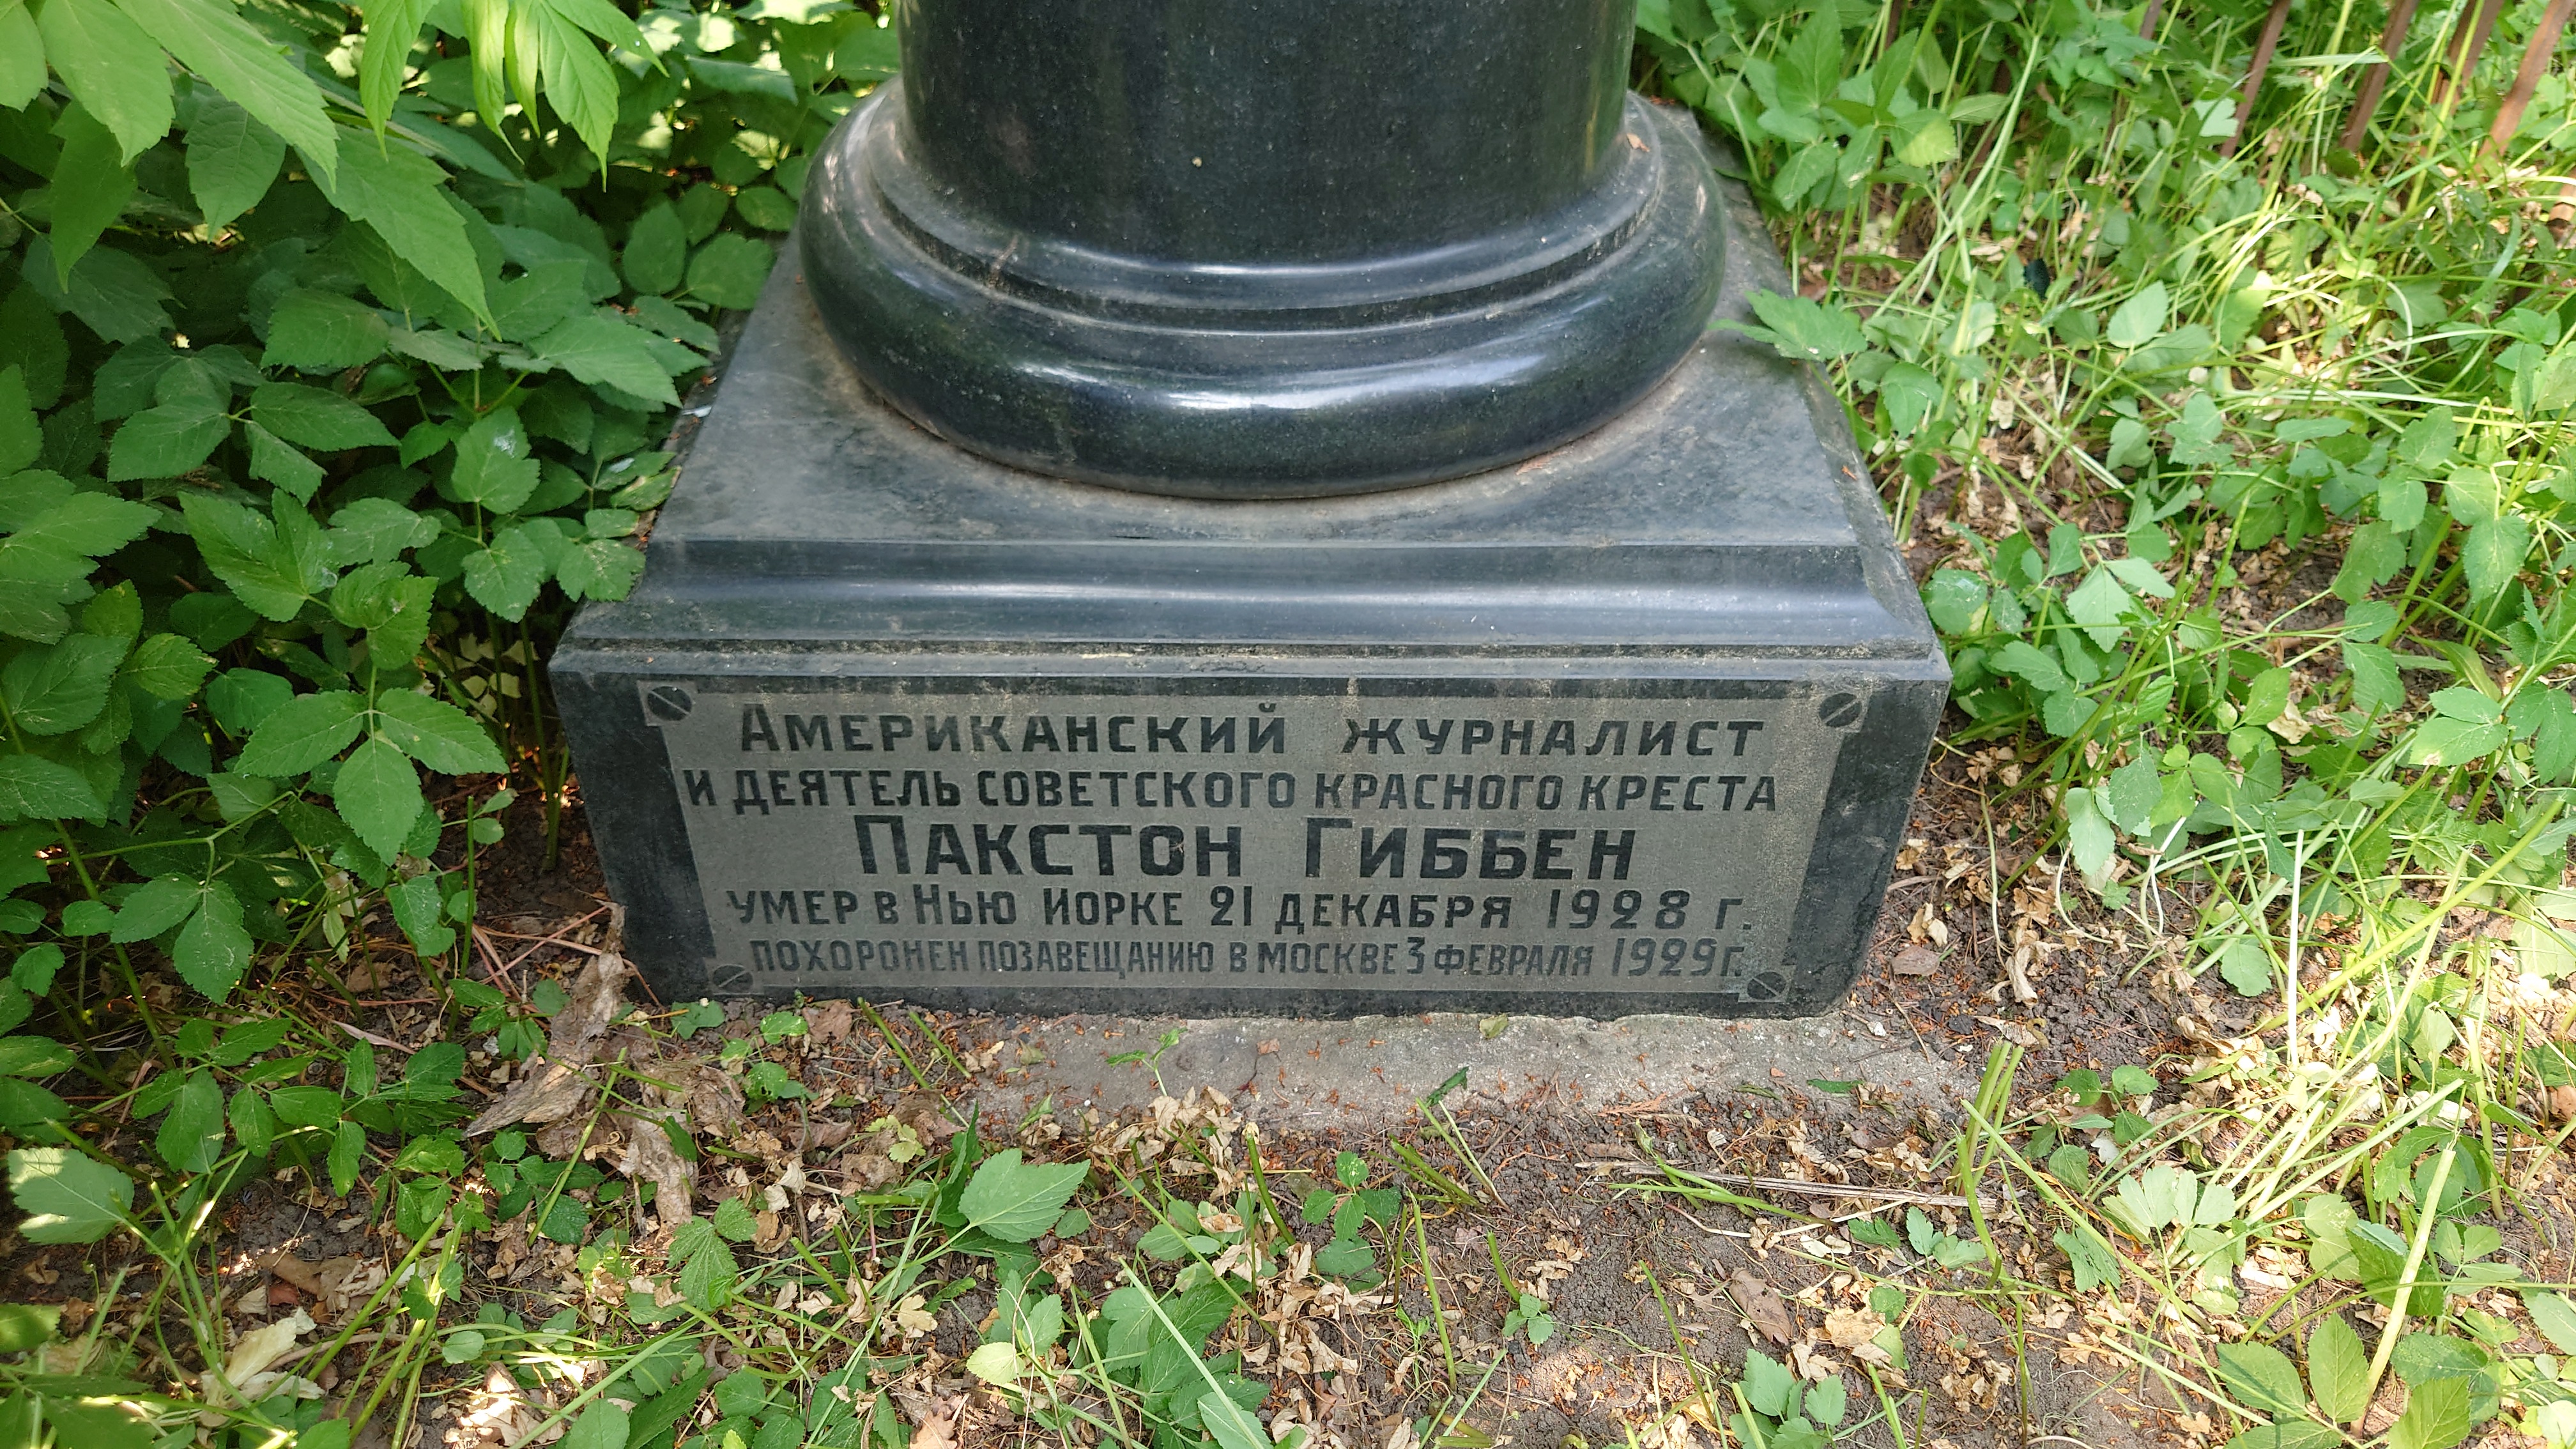 Американский журналист
и деятель советского красного креста
Пакстон Гиббен
умер в Нью Иорке 21 декабря 1928 г.
похоронен позавещанию в москве 3 февраля 1929г.